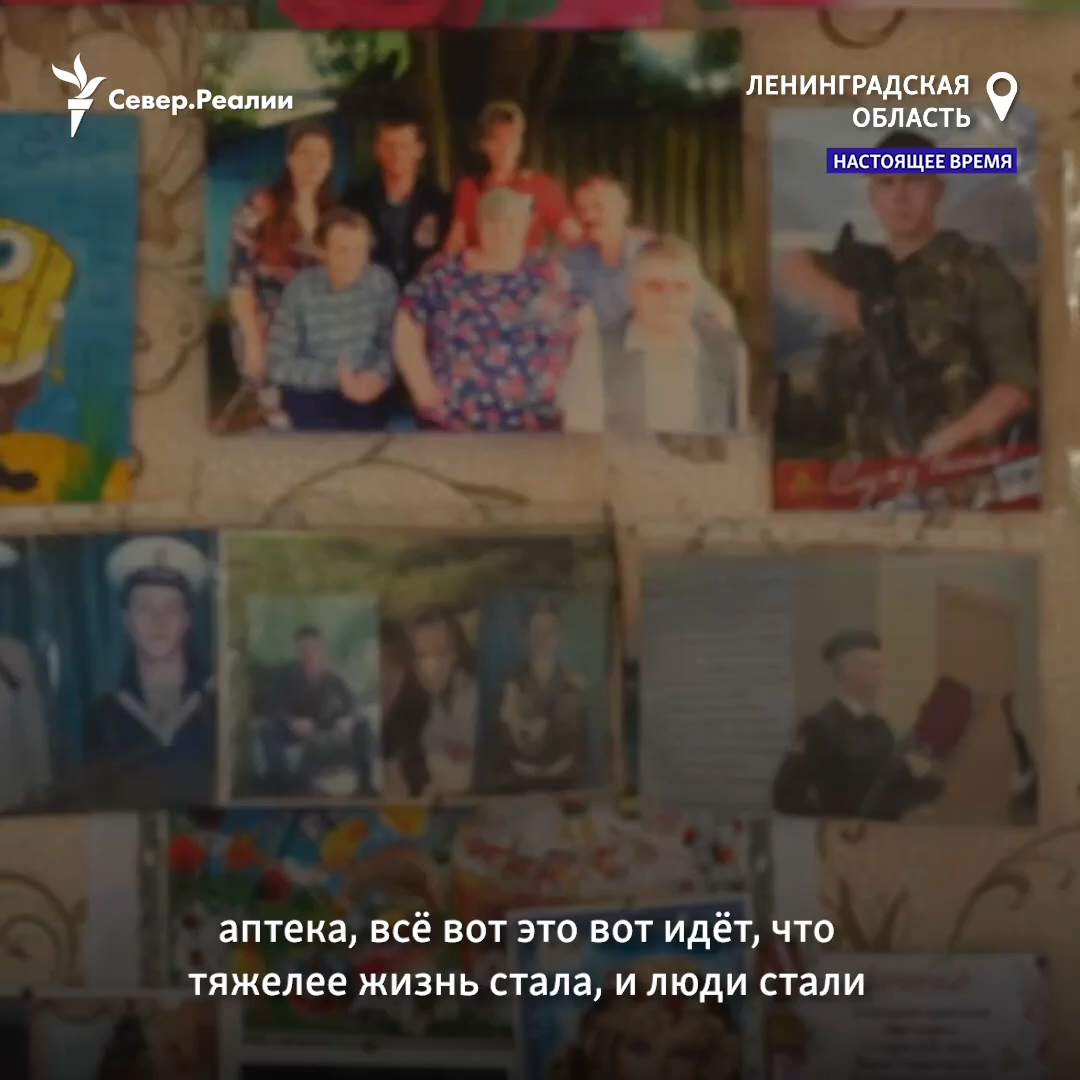 Север.Реалии
ЛЕНИНГРАДСКАЯ
ОБЛАСТЬ
НАСТОЯЩЕЕ ВРЕМЯ
аптека, всё вот это вот идёт, что
тяжелее жизнь стала, и люди стали